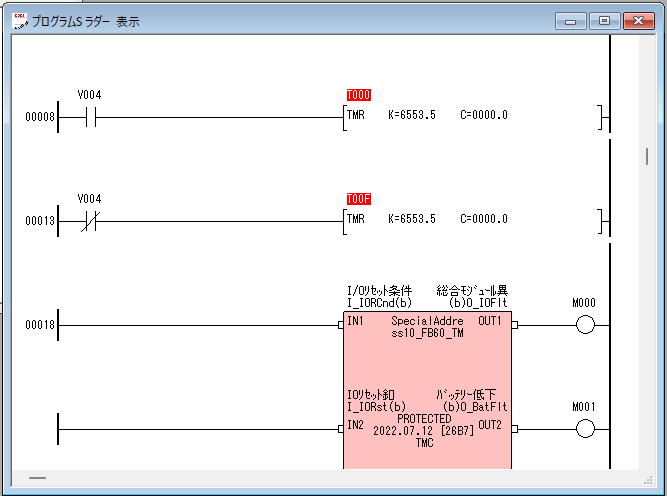 プログラムS ラダー 表示
V004 T000
00008 TMR K=6553.5 C=0000.0
V004 T00F
00013 TMR K=6553.5 C=0000.0
I/Oリセット条件 総合モジュール異
I_IORCnd(b) (b)O_IOFlt M000
00018 IN1 SpecialAddre OUT1
ss10_FB60_TM
IOリセット釦 バッテリー低下
I_IORst(b) (b)O_BatFlt M001
PROTECTED
IN2 2022.07.12 [26B7] OUT2
TMC